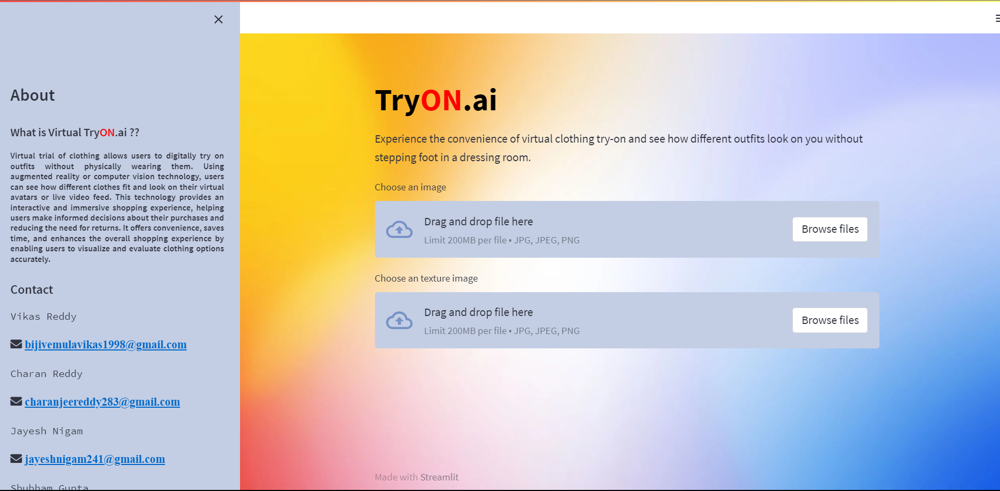 About
What is Virtual TryON.ai ??
Virtual trial of clothing allows users to digitally try on
outfits without physically wearing them. Using
augmented reality or computer vision technology, users
can see how different clothes fit and look on their virtual
avatars or live video feed. This technology provides an
interactive and immersive shopping experience, helping
users make informed decisions about their purchases and
reducing the need for returns. It offers convenience, saves
time, and enhances the overall shopping experience by
enabling users to visualize and evaluate clothing options
accurately.
Contact
Vikas Reddy
bijivemulavikas1998@gmail.com
Charan Reddy
charanjeereddy283@gmail.com
Jayesh Nigam
jayeshnigam241@gmail.com
Shubham Gupta
TryON.ai
Experience the convenience of virtual clothing try-on and see how different outfits look on you without
stepping foot in a dressing room.
Choose an image
Drag and drop file here
Limit 200MB per file • JPG, JPEG, PNG
Browse files
Choose an texture image
Drag and drop file here
Limit 200MB per file • JPG, JPEG, PNG
Browse files
Made with Streamlit